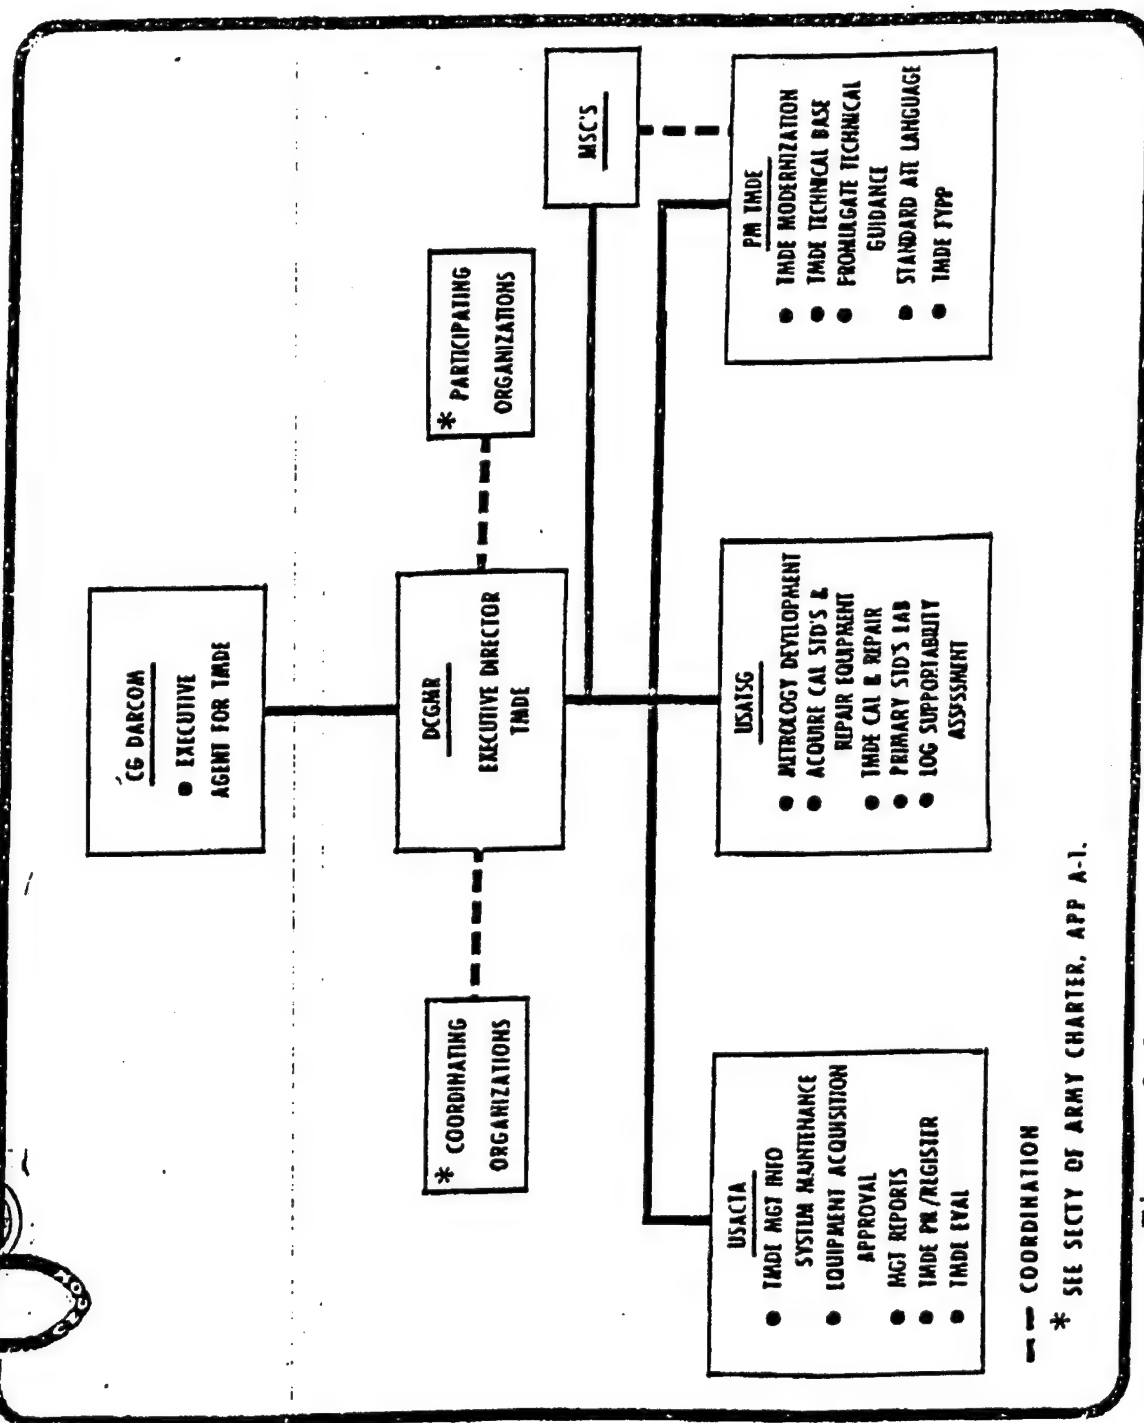 CG DARCOM
● EXECUTIVE
AGENT FOR TMDE
* COORDINATING
ORGANIZATIONS
DCGMR
EXECUTIVE DIRECTOR
TMDE
* PARTICIPATING
ORGANIZATIONS
MSC'S
USACTA
● TMDE MGT INFO
SYSTEM MAINTENANCE
● EQUIPMENT ACQUISITION
APPROVAL
● MGT REPORTS
● TMDE PR/REGISTER
● TMDE EVAL
USATSG
● METROLOGY DEVELOPMENT
● ACQUIRE CAL STD'S &
REPAIR EQUIPMENT
● TMDE CAL & REPAIR
● PRIMARY STD'S LAB
● LOG SUPPORTABILITY
ASSESSMENT
PM TMDE
● TMDE MODERNIZATION
● TMDE TECHNICAL BASE
● PROMULGATE TECHNICAL
GUIDANCE
● STANDARD ATE LANGUAGE
● TMDE FYPP
-- COORDINATION
* SEE SECTY OF ARMY CHARTER, APP A-1.